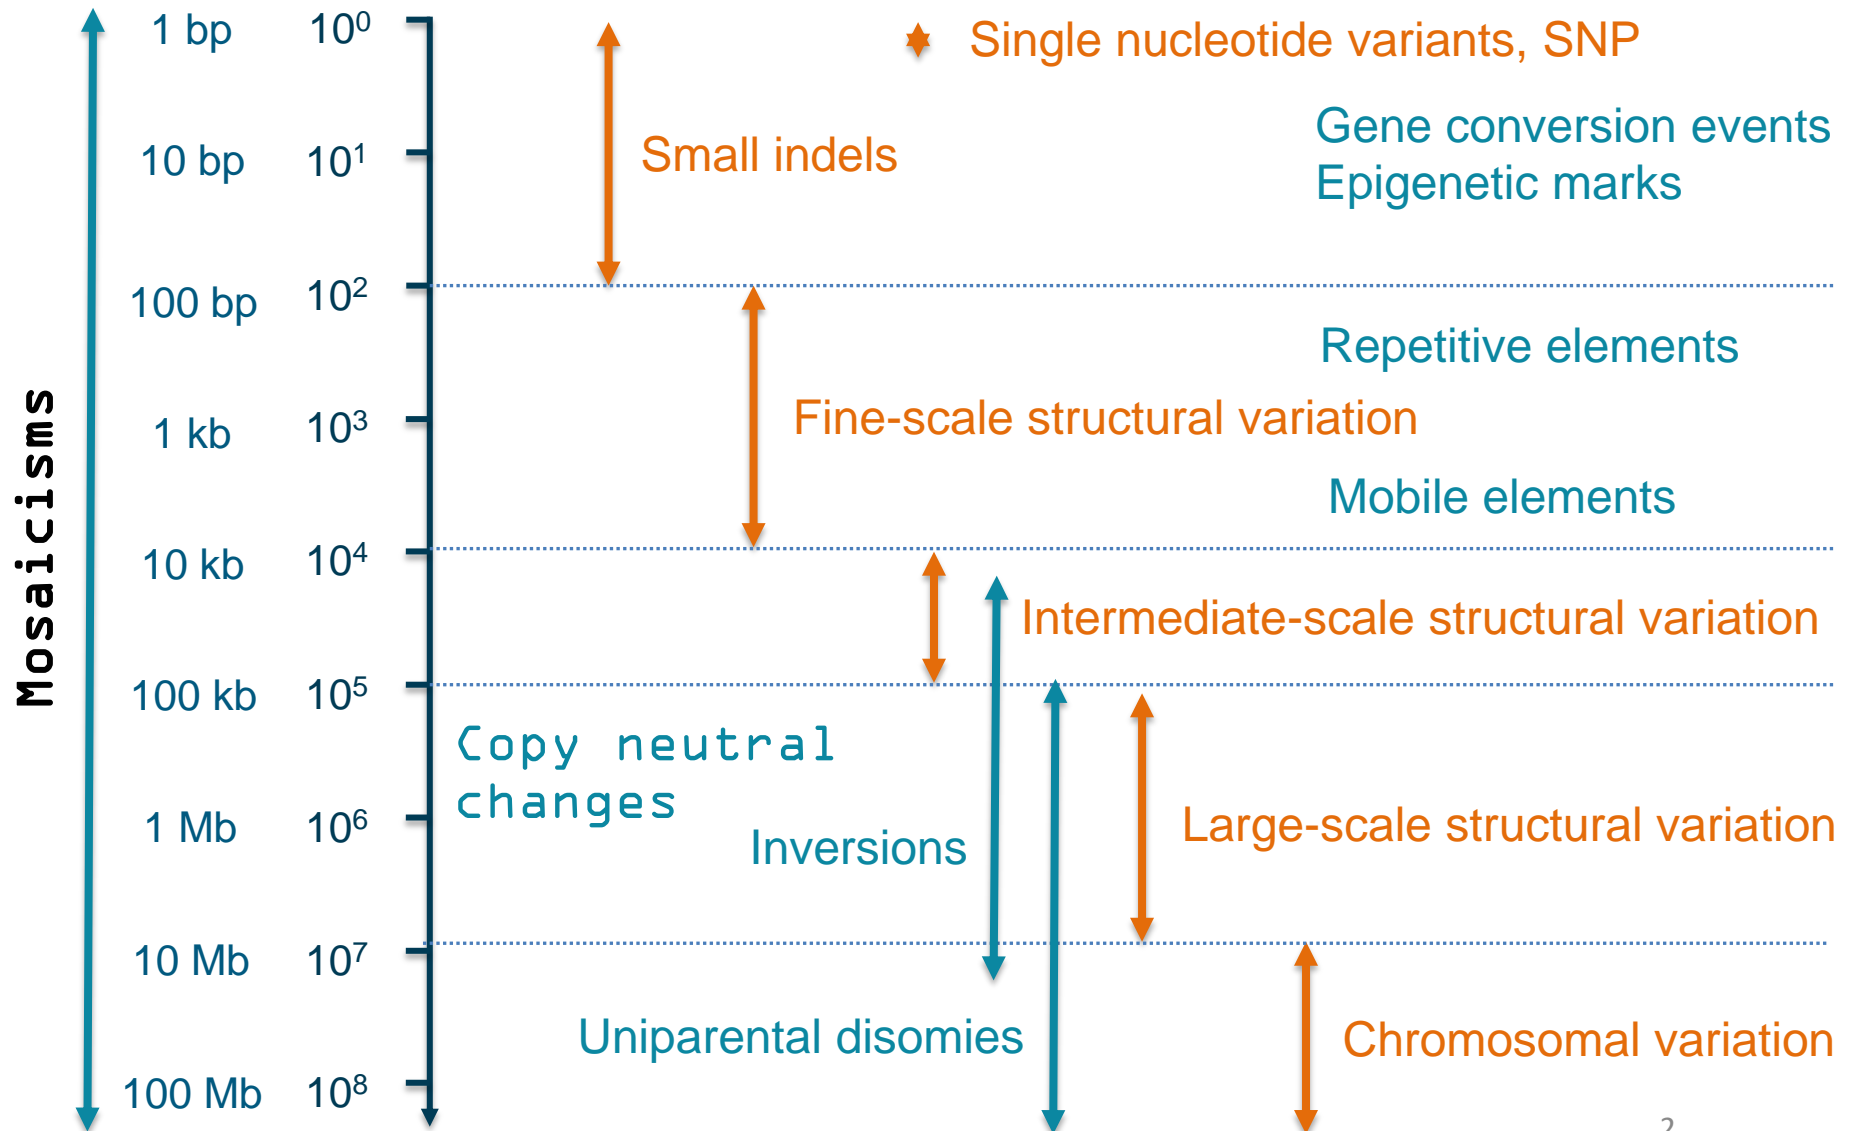 1 bp 10⁰ Single nucleotide variants, SNP
Gene conversion events
10 bp 10¹ Small indels
Epigenetic marks
100 bp 10²
Repetitive elements
1 kb 10³ Fine-scale structural variation
Mobile elements
Mosaicisms
10 kb 10⁴
Intermediate-scale structural variation
100 kb 10⁵
Copy neutral
changes
1 Mb 10⁶ Large-scale structural variation
Inversions
10 Mb 10⁷
Uniparental disomies Chromosomal variation
100 Mb 10⁸
2